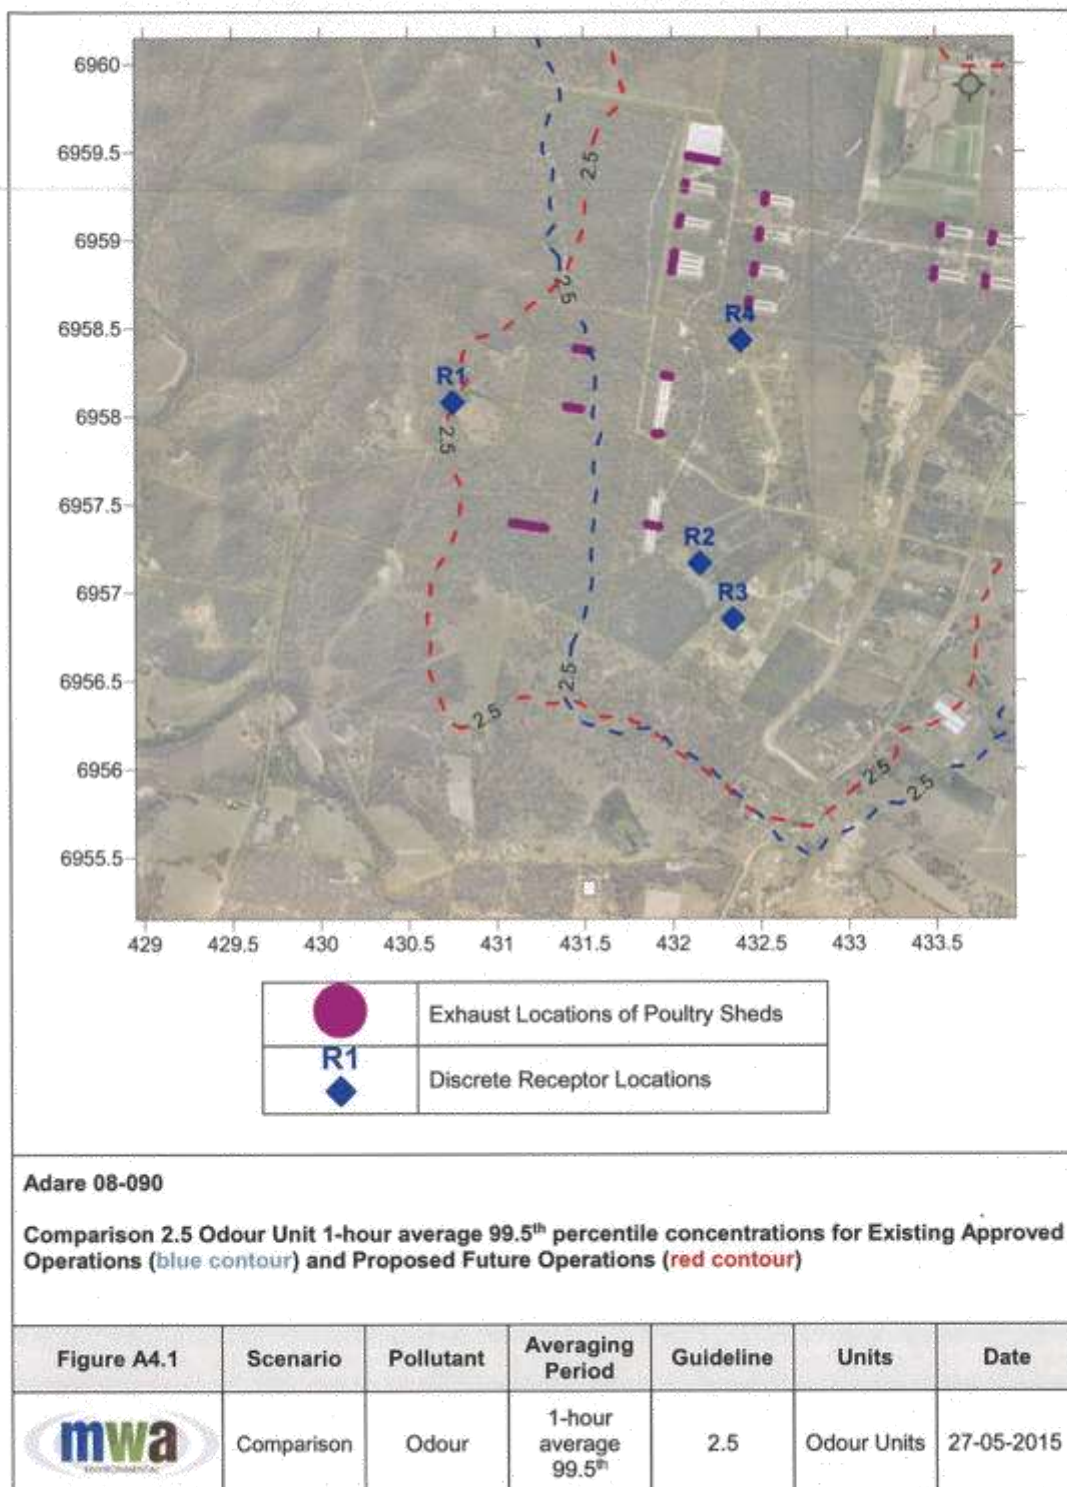 6960
6959.5
6959
6958.5
6958
6957.5
6957
6956.5
6956
6955.5
2.5
2.5
R4
R1
2.5
R2
R3
2.5
2.5
2.5
2.5
429
429.5
430
430.5
431
431.5
432
432.5
433
433.5
Exhaust Locations of Poultry Sheds
R1
Discrete Receptor Locations
Adare 08-090
Comparison 2.5 Odour Unit 1-hour average 99.5th percentile concentrations for Existing Approved
Operations (blue contour) and Proposed Future Operations (red contour)
Figure A4.1 Scenario Pollutant Averaging Period Guideline Units Date
mwa ENVIRONMENTAL Comparison Odour 1-hour average 99.5th 2.5 Odour Units 27-05-2015